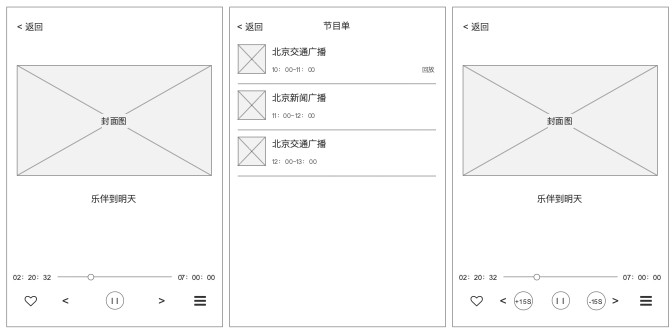 < 返回
封面图
乐伴到明天
02: 20: 32
07: 00: 00
< 返回
节目单
北京交通广播
10: 00-11: 00
回放
北京新闻广播
11: 00-12: 00
北京交通广播
12: 00-13: 00
< 返回
封面图
乐伴到明天
02: 20: 32
07: 00: 00
+15S
-15S